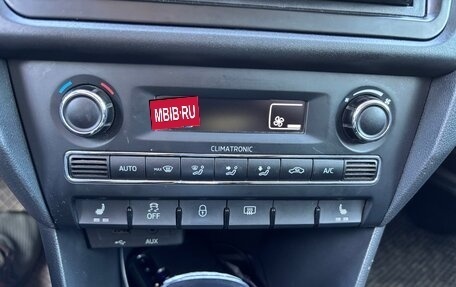 MBIB·RU
CLIMATRONIC
AUTO
MAX
A/C
OFF
AUX